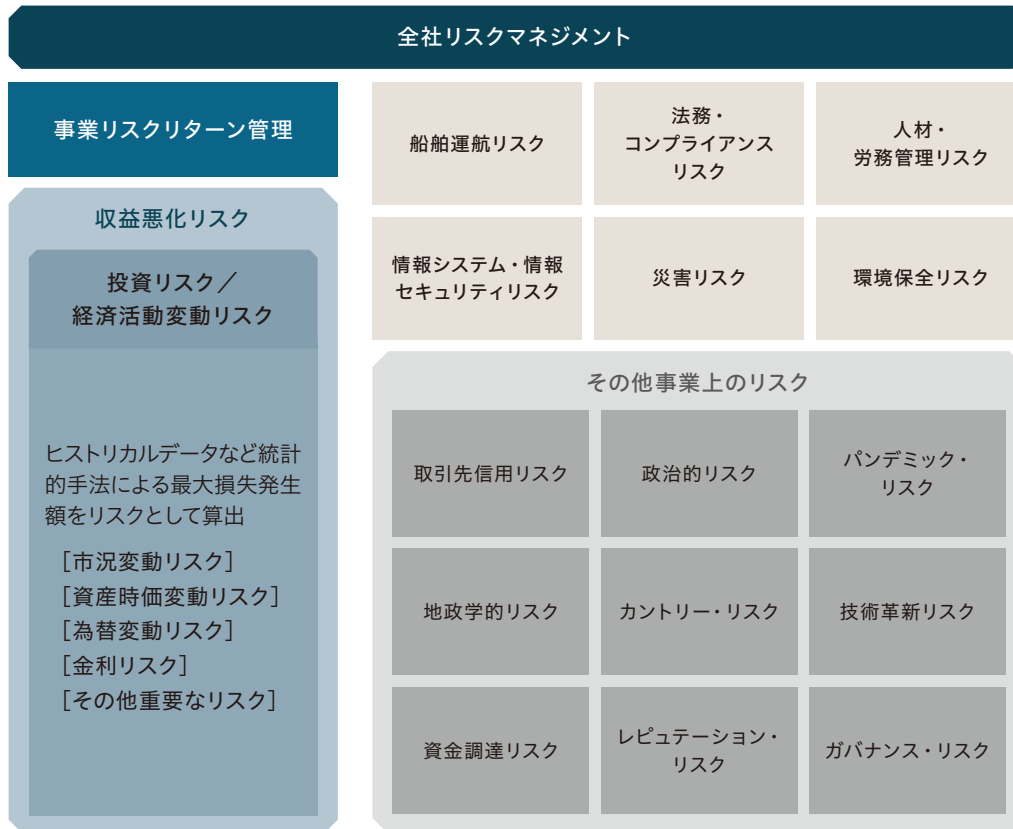 全社リスクマネジメント
事業リスクリターン管理
収益悪化リスク
投資リスク／
経済活動変動リスク
ヒストリカルデータなど統計
的手法による最大損失発生
額をリスクとして算出
［市況変動リスク］
［資産時価変動リスク］
［為替変動リスク］
［金利リスク］
［その他重要なリスク］
船舶運航リスク
法務・
コンプライアンス
リスク
人材・
労務管理リスク
情報システム・情報
セキュリティリスク
災害リスク
環境保全リスク
その他事業上のリスク
取引先信用リスク
政治的リスク
パンデミック・
リスク
地政学的リスク
カントリー・リスク
技術革新リスク
資金調達リスク
レピュテーション・
リスク
ガバナンス・リスク